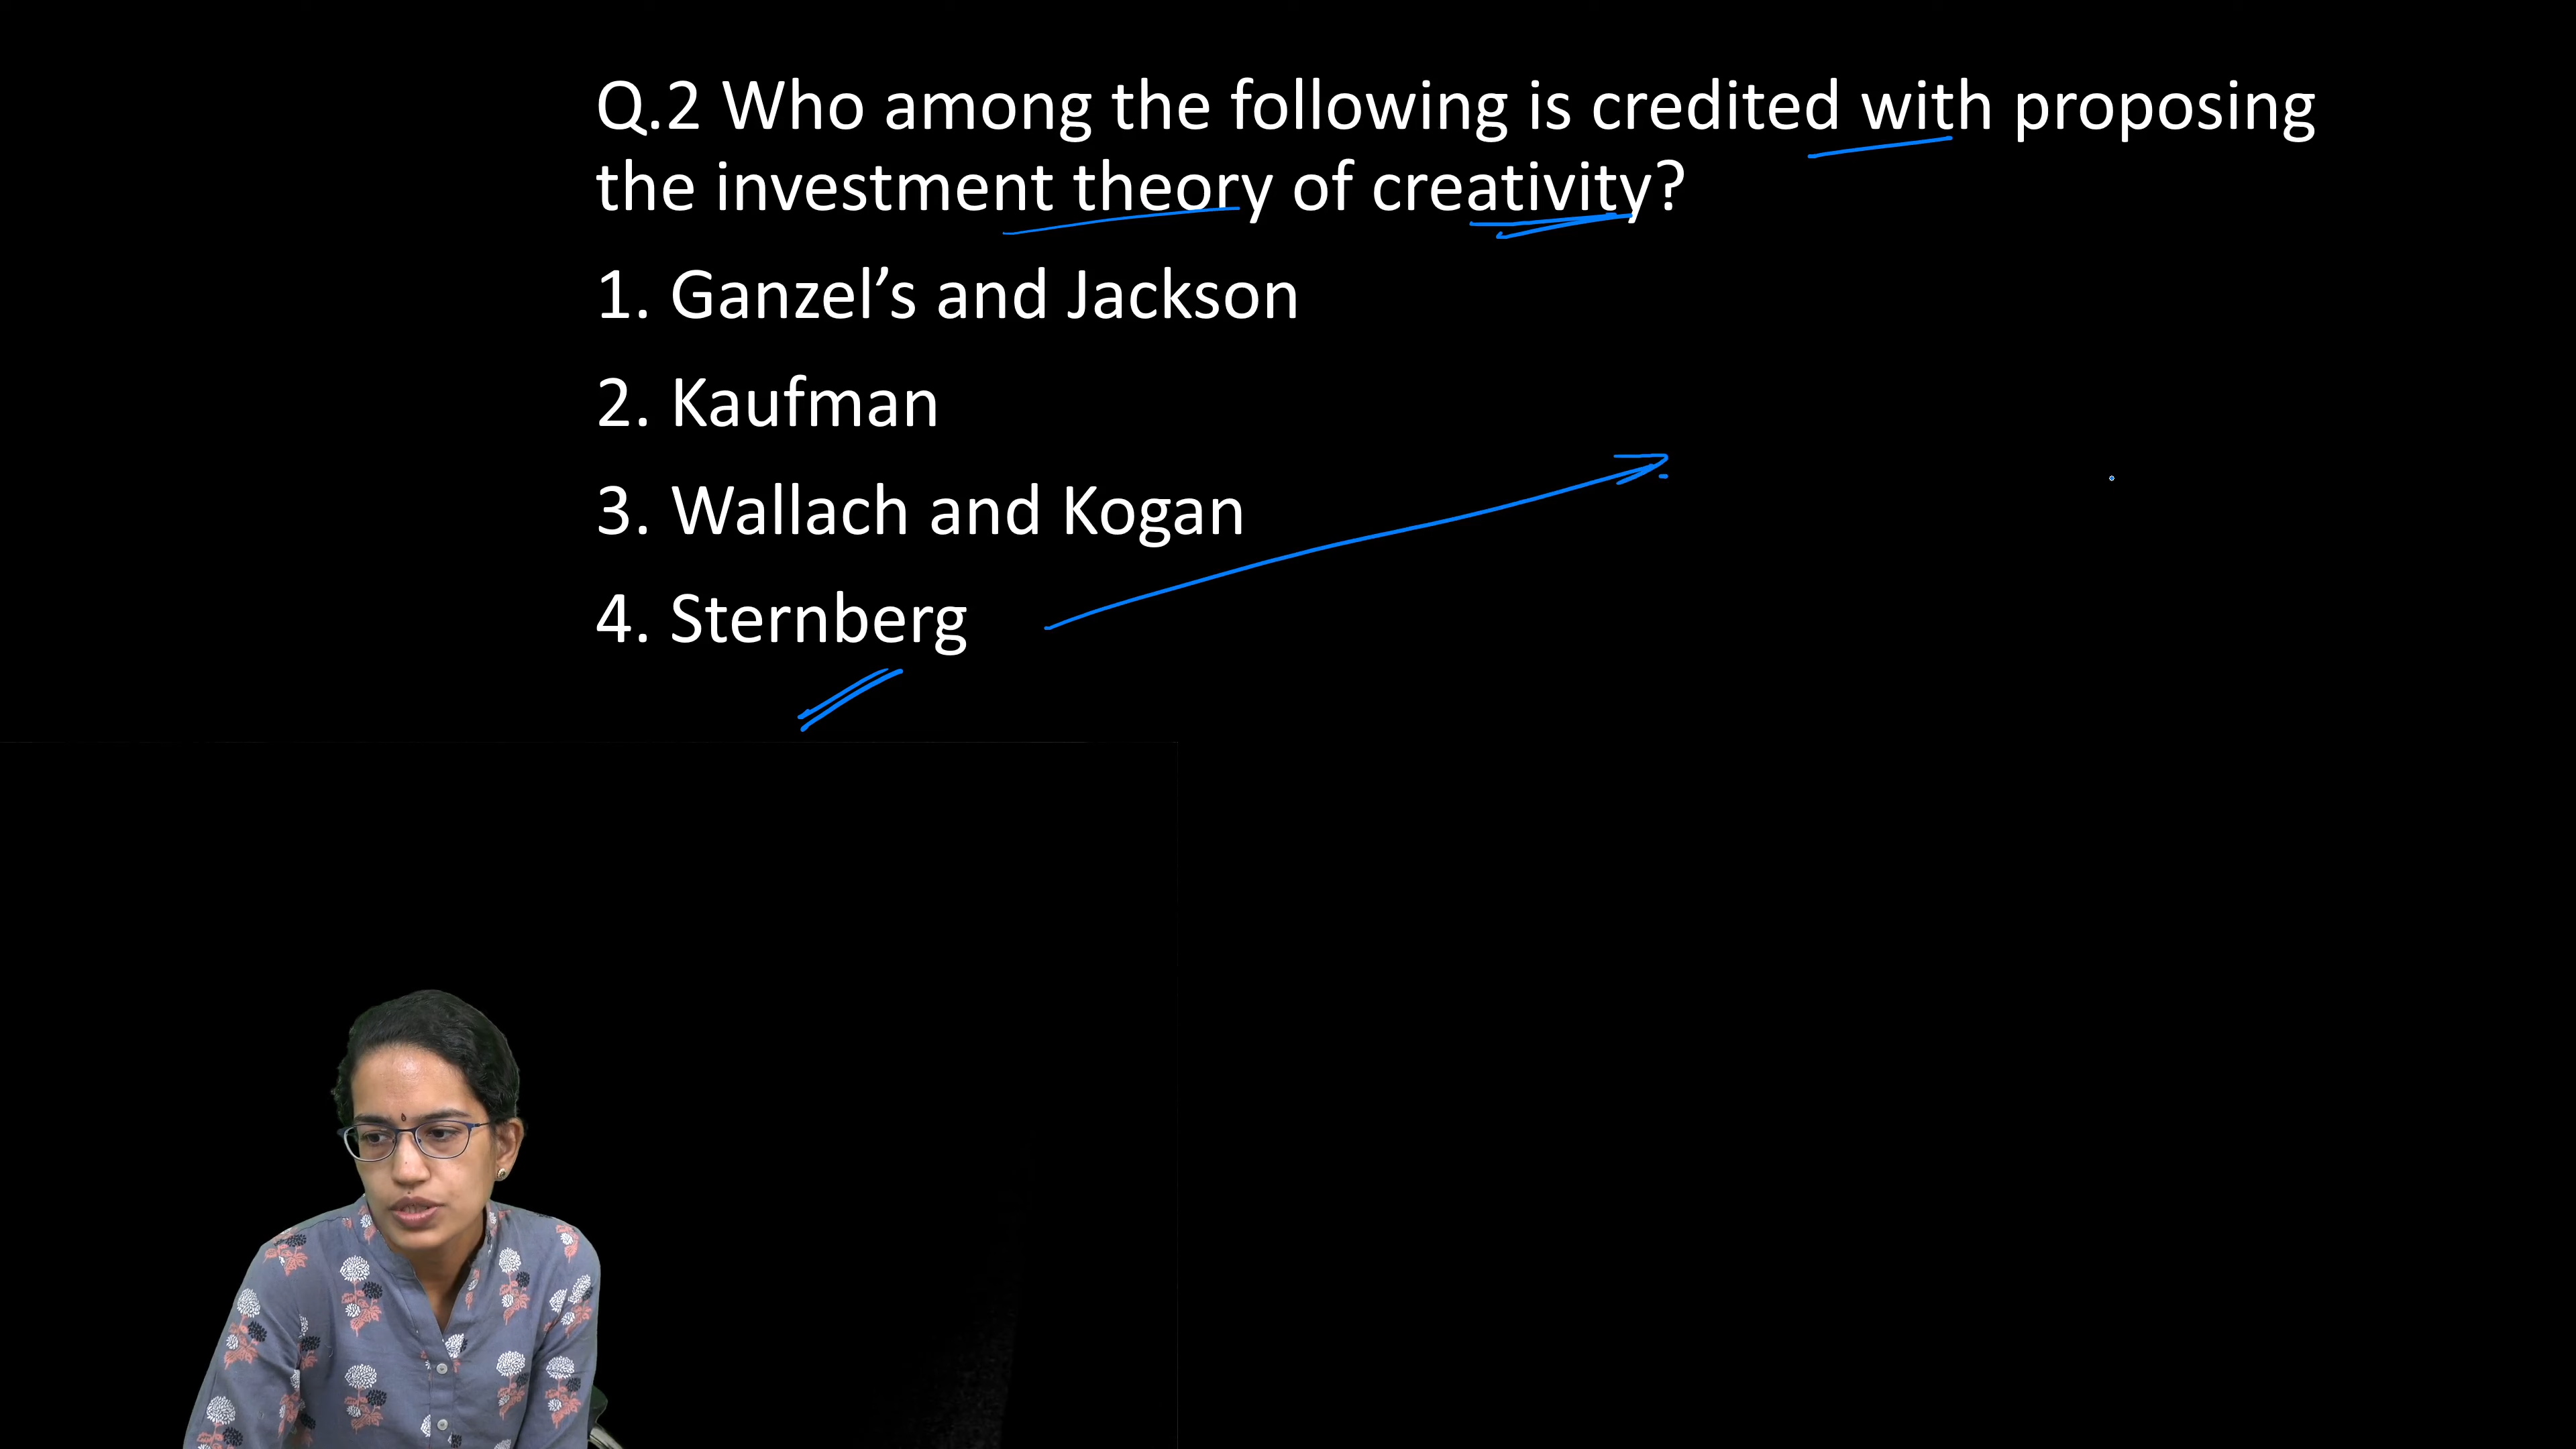 Q.2 Who among the following is credited with proposing
the investment theory of creativity?
1. Ganzel’s and Jackson
2. Kaufman
3. Wallach and Kogan
4. Sternberg